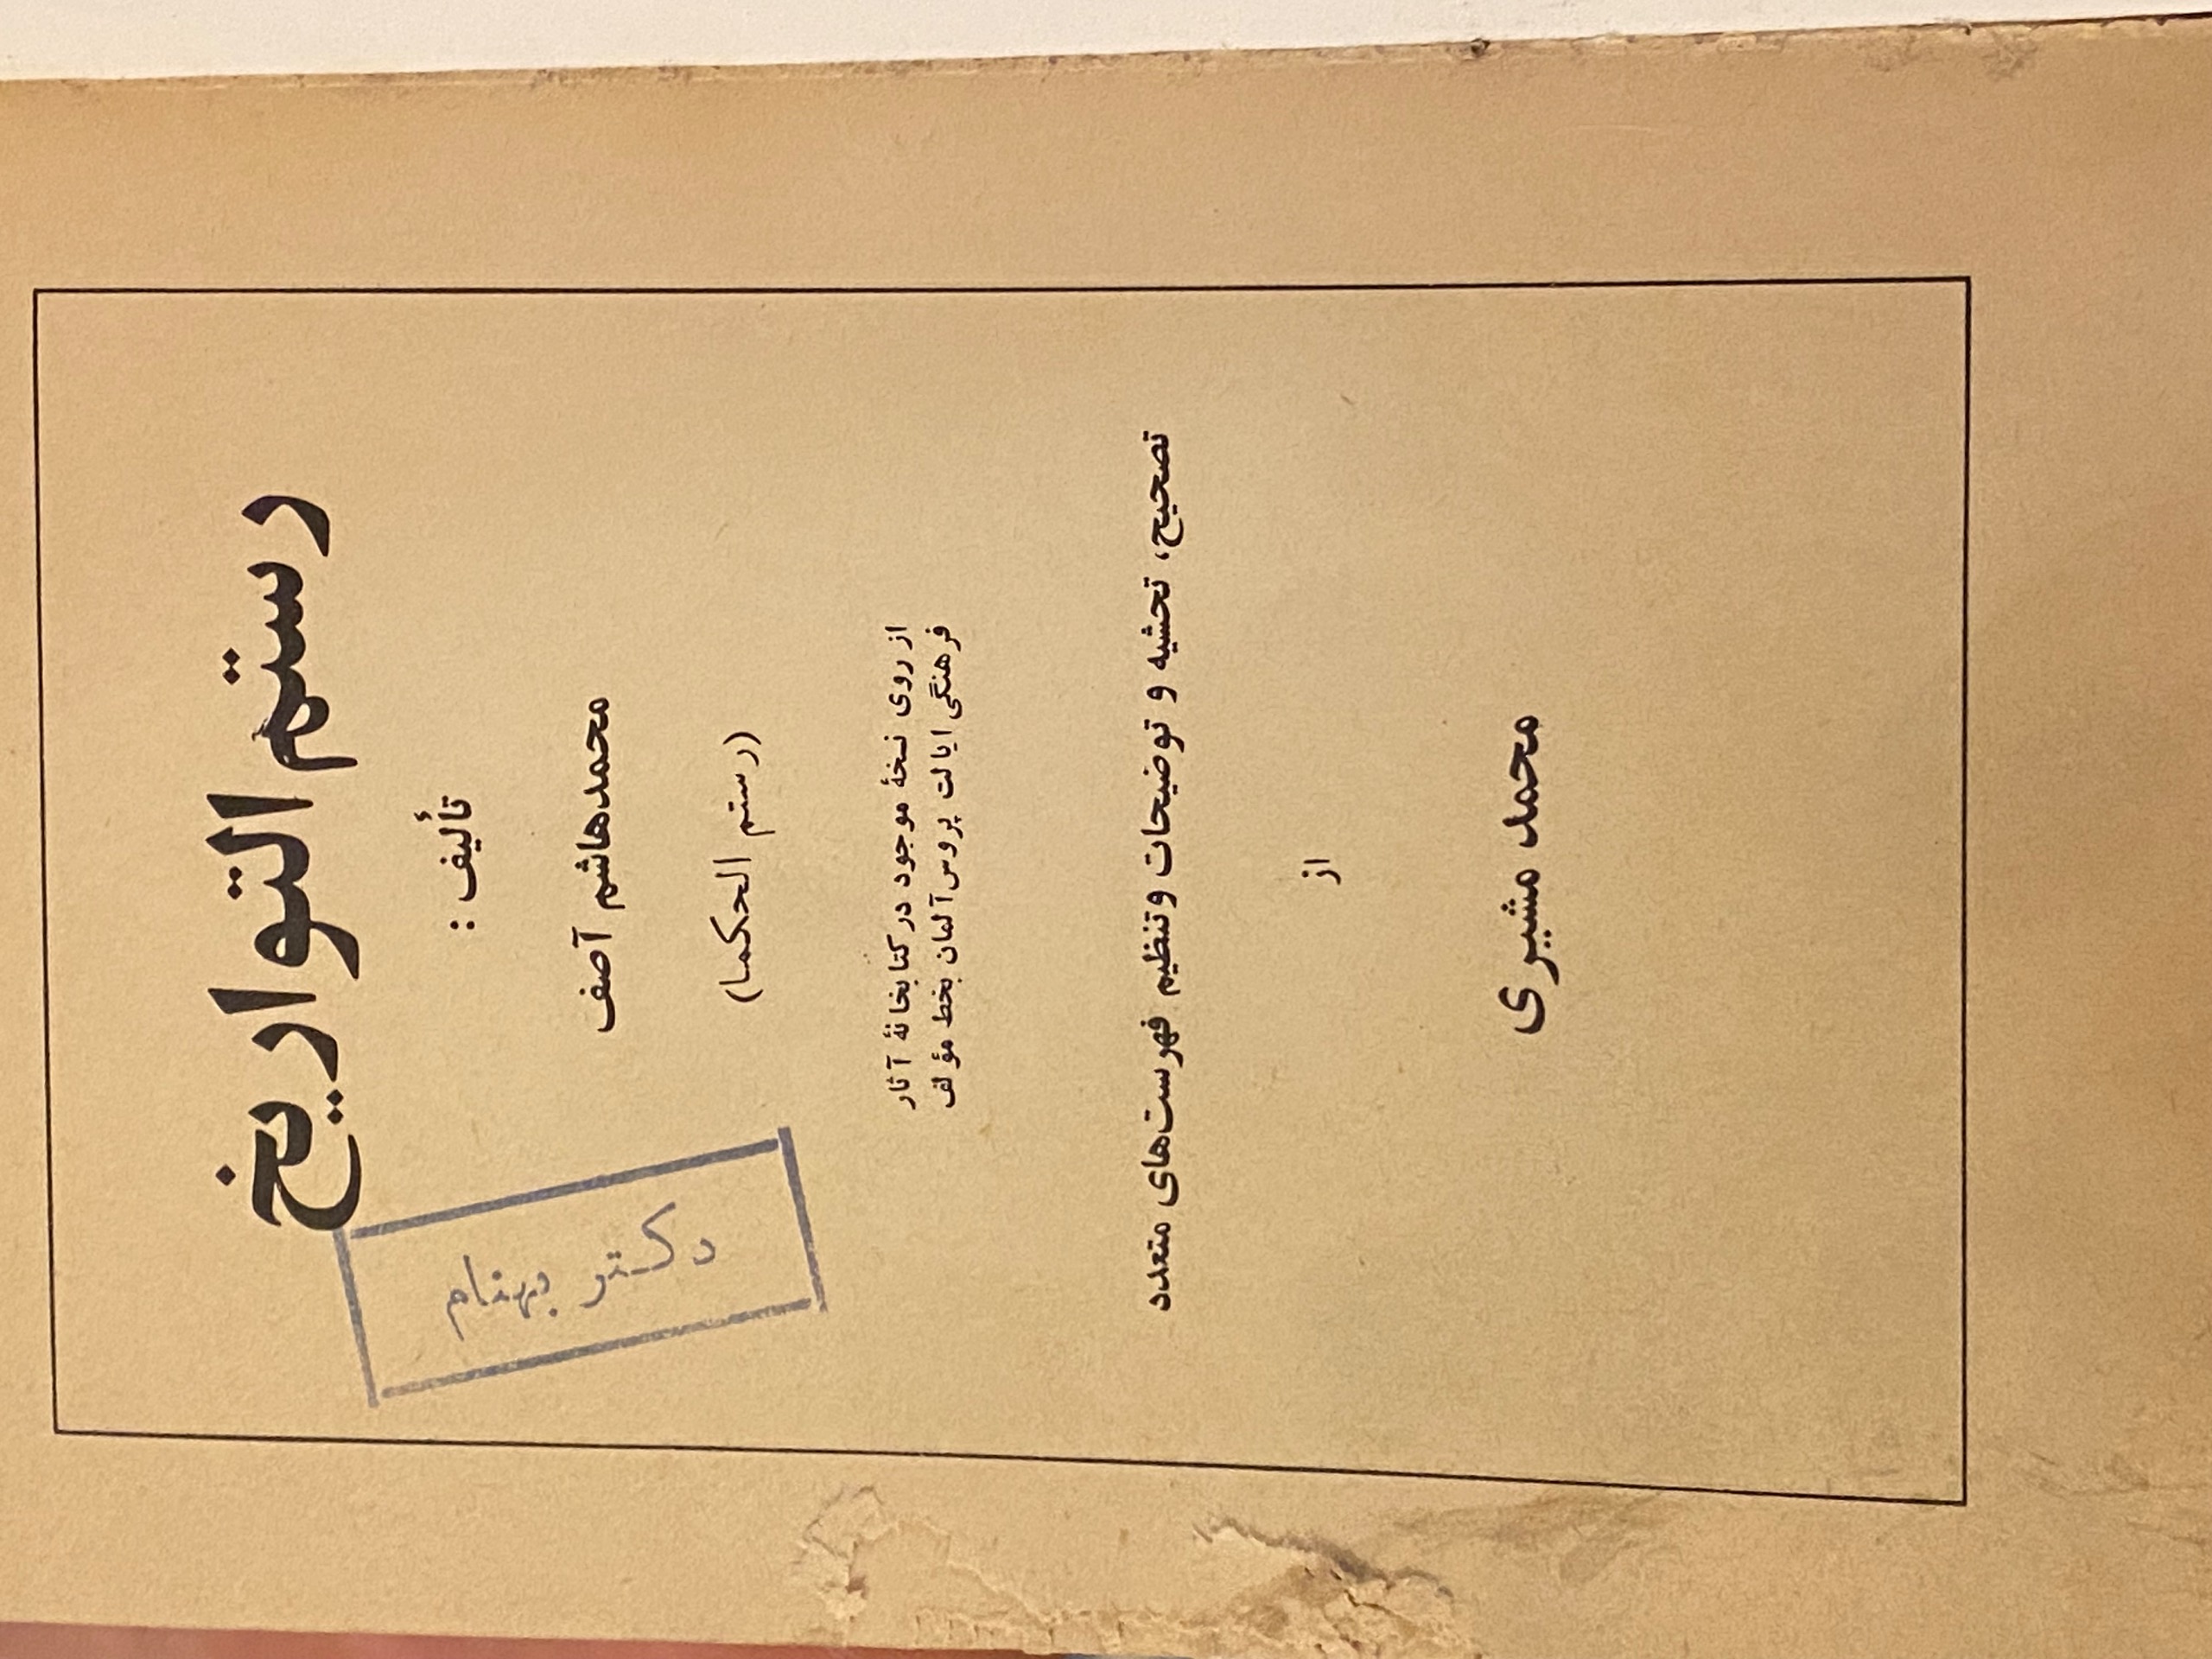 رستم التواریخ
تألیف :
محمدهاشم آصف
(رستم الحکما)
از روی نسخهٔ موجود در کتابخانهٔ آثار
فرهنگی ایالت پروس آلمان بخط مؤلف
دکتر بهنام
تصحیح، تحشیه و توضیحات و تنظیم فهرست‌های متعدد
از
محمد مشیری